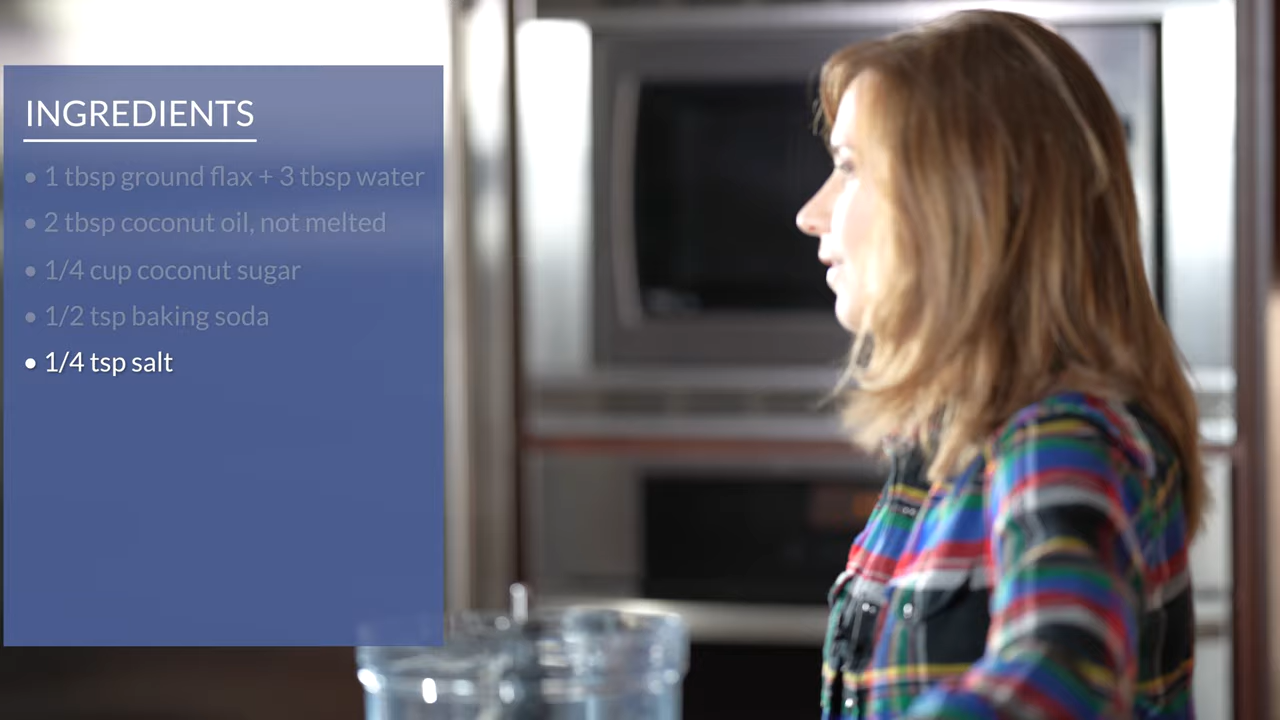 INGREDIENTS
• 1 tbsp ground flax + 3 tbsp water
• 2 tbsp coconut oil, not melted
• 1/4 cup coconut sugar
• 1/2 tsp baking soda
• 1/4 tsp salt